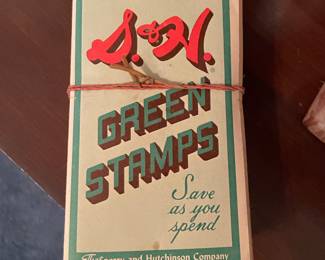 S. & H.
GREEN
STAMPS
Save
as you
spend
The Sperry and Hutchinson Company